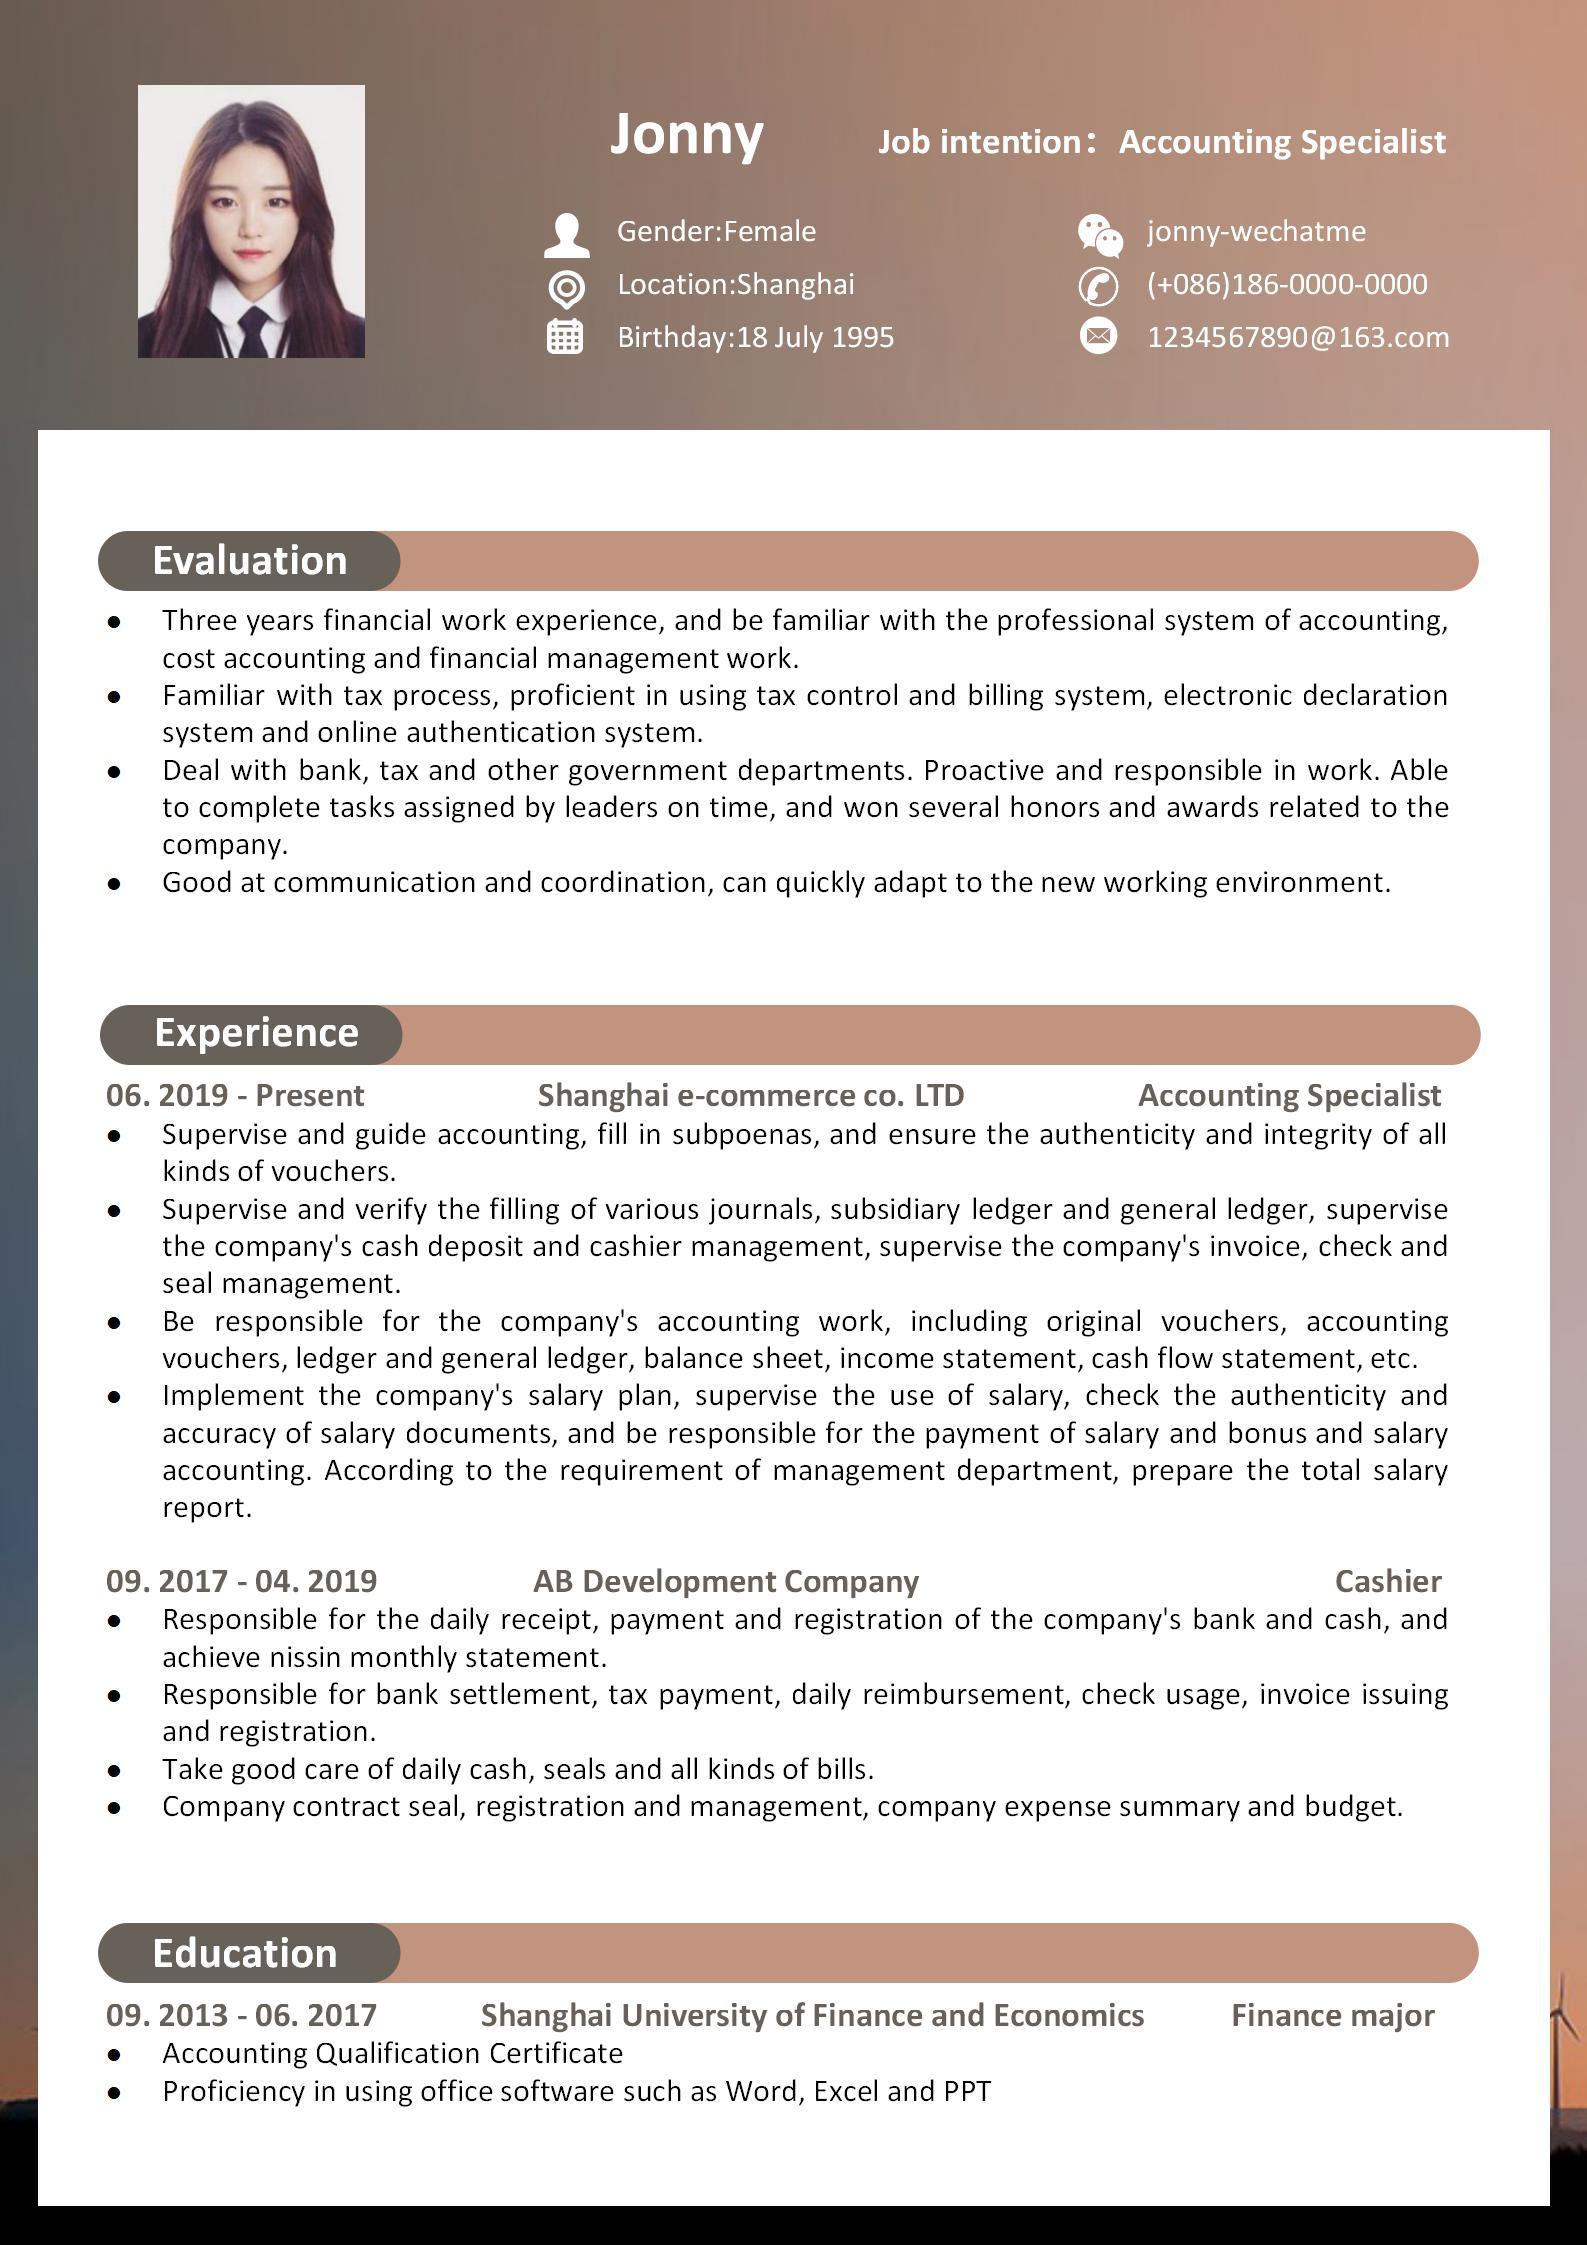 Jonny Job intention：Accounting Specialist
Gender:Female
Location:Shanghai
Birthday:18 July 1995
jonny-wechatme
(+086)186-0000-0000
1234567890@163.com
Evaluation
● Three years financial work experience, and be familiar with the professional system of accounting,
cost accounting and financial management work.
● Familiar with tax process, proficient in using tax control and billing system, electronic declaration
system and online authentication system.
● Deal with bank, tax and other government departments. Proactive and responsible in work. Able
to complete tasks assigned by leaders on time, and won several honors and awards related to the
company.
● Good at communication and coordination, can quickly adapt to the new working environment.
Experience
06. 2019 - Present Shanghai e-commerce co. LTD Accounting Specialist
● Supervise and guide accounting, fill in subpoenas, and ensure the authenticity and integrity of all
kinds of vouchers.
● Supervise and verify the filling of various journals, subsidiary ledger and general ledger, supervise
the company's cash deposit and cashier management, supervise the company's invoice, check and
seal management.
● Be responsible for the company's accounting work, including original vouchers, accounting
vouchers, ledger and general ledger, balance sheet, income statement, cash flow statement, etc.
● Implement the company's salary plan, supervise the use of salary, check the authenticity and
accuracy of salary documents, and be responsible for the payment of salary and bonus and salary
accounting. According to the requirement of management department, prepare the total salary
report.
09. 2017 - 04. 2019 AB Development Company Cashier
● Responsible for the daily receipt, payment and registration of the company's bank and cash, and
achieve nissin monthly statement.
● Responsible for bank settlement, tax payment, daily reimbursement, check usage, invoice issuing
and registration.
● Take good care of daily cash, seals and all kinds of bills.
● Company contract seal, registration and management, company expense summary and budget.
Education
09. 2013 - 06. 2017 Shanghai University of Finance and Economics Finance major
● Accounting Qualification Certificate
● Proficiency in using office software such as Word, Excel and PPT